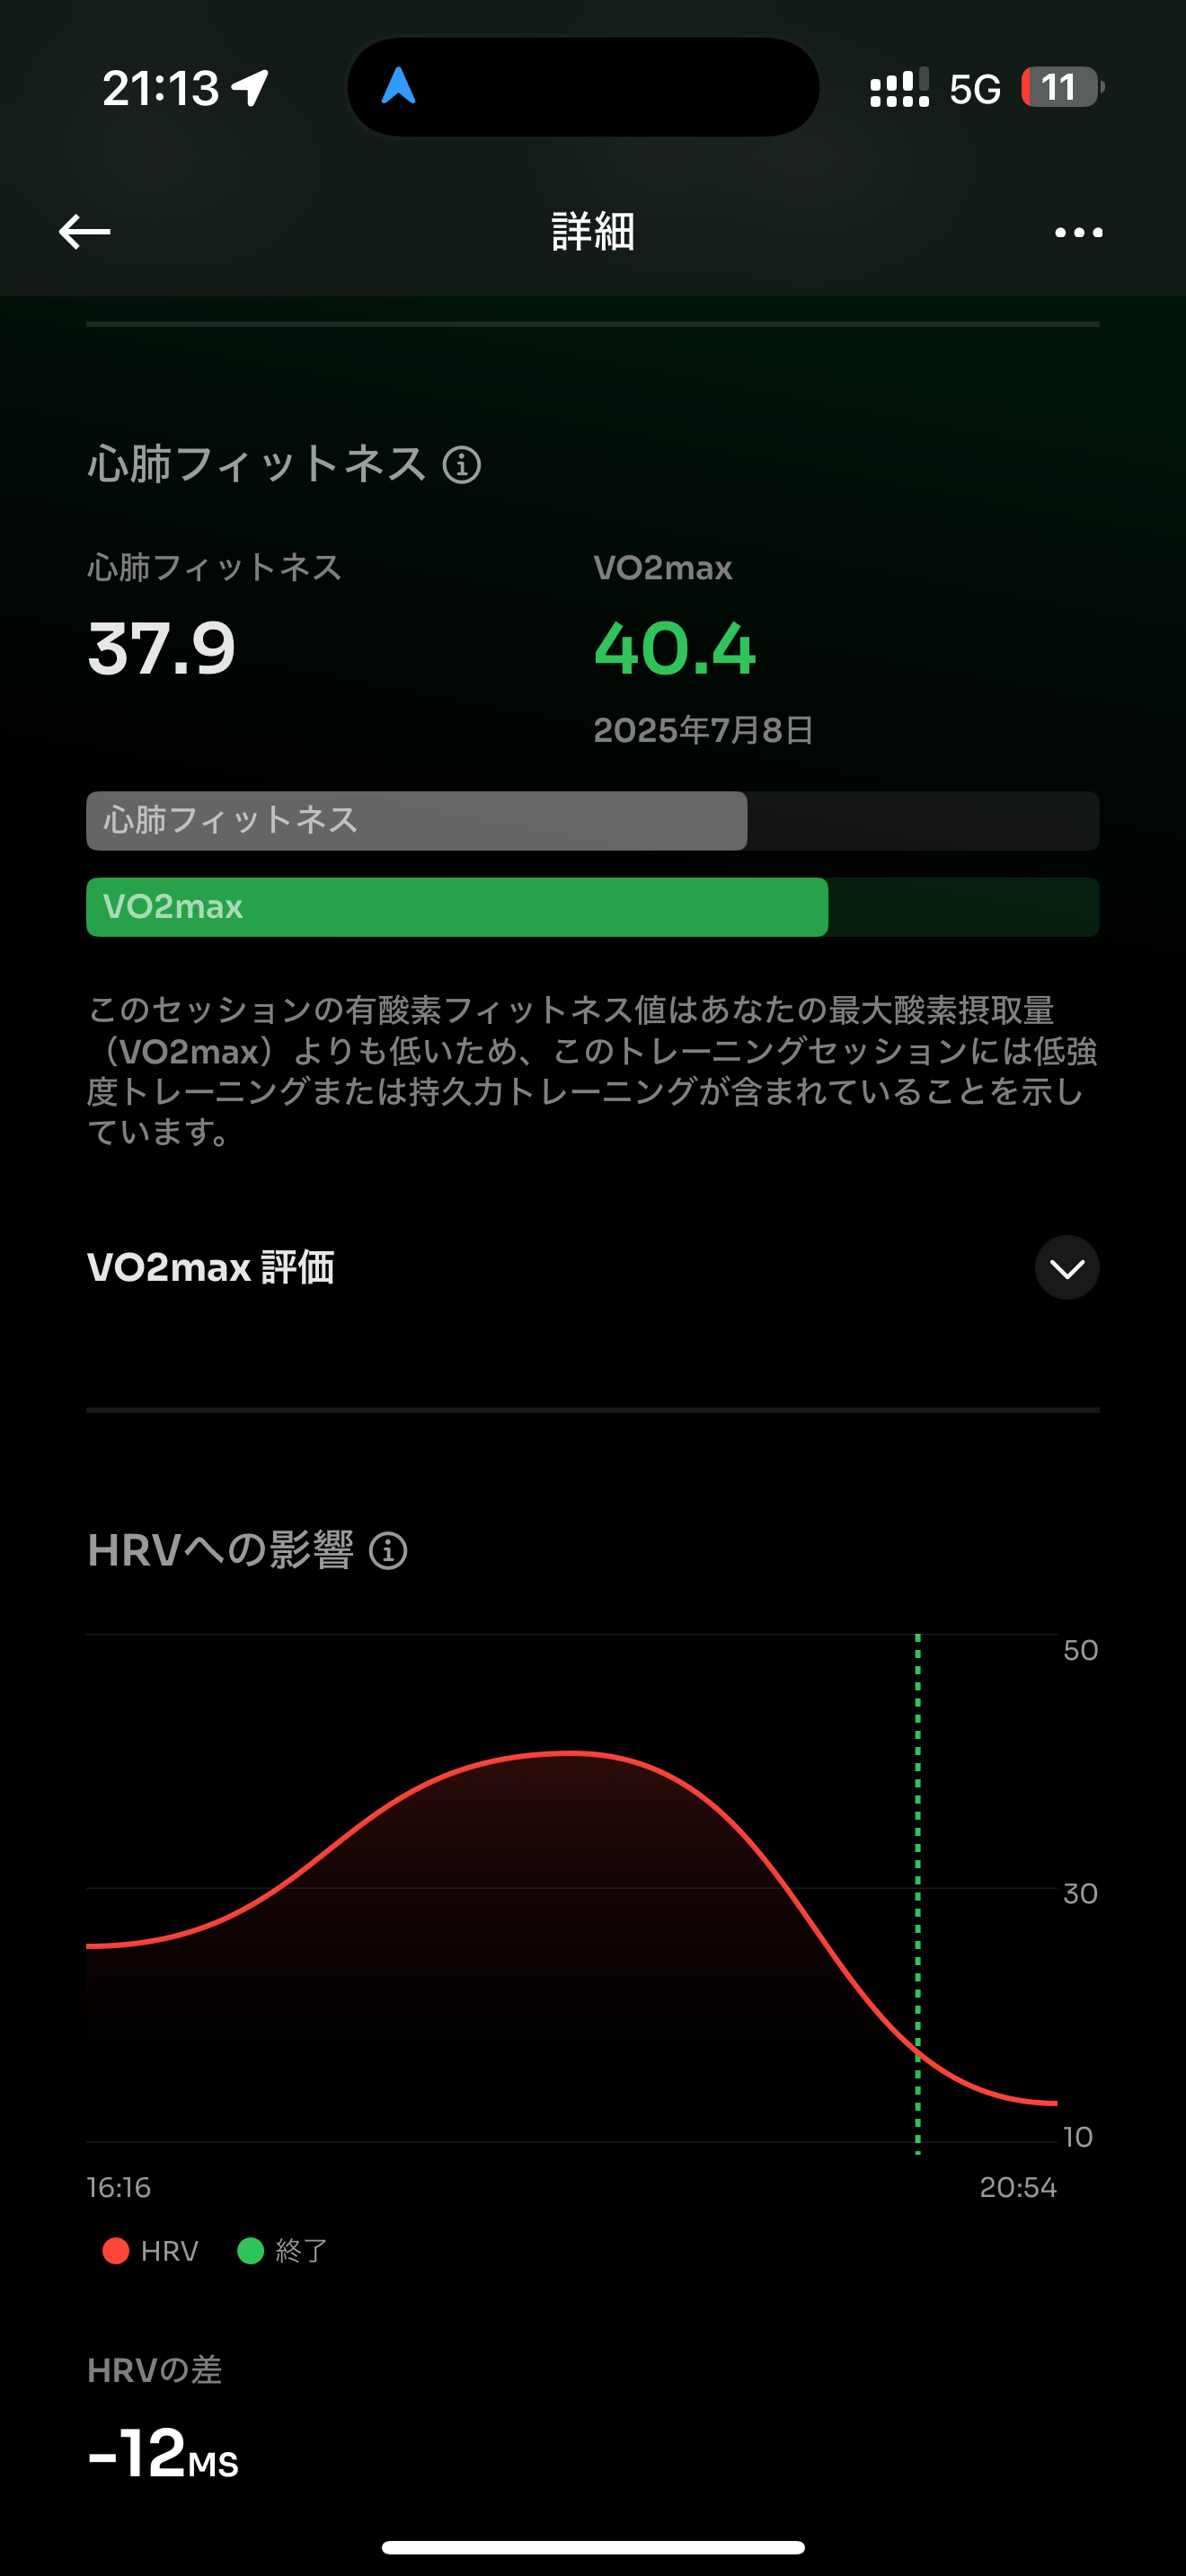 21:13
5G
11
詳細
心肺フィットネス
心肺フィットネス
VO2max
37.9
40.4
2025年7月8日
心肺フィットネス
VO2max
このセッションの有酸素フィットネス値はあなたの最大酸素摂取量
（VO2max）よりも低いため、このトレーニングセッションには低強
度トレーニングまたは持久力トレーニングが含まれていることを示し
ています。
VO2max 評価
HRVへの影響
50
30
10
16:16
20:54
HRV
終了
HRVの差
-12MS